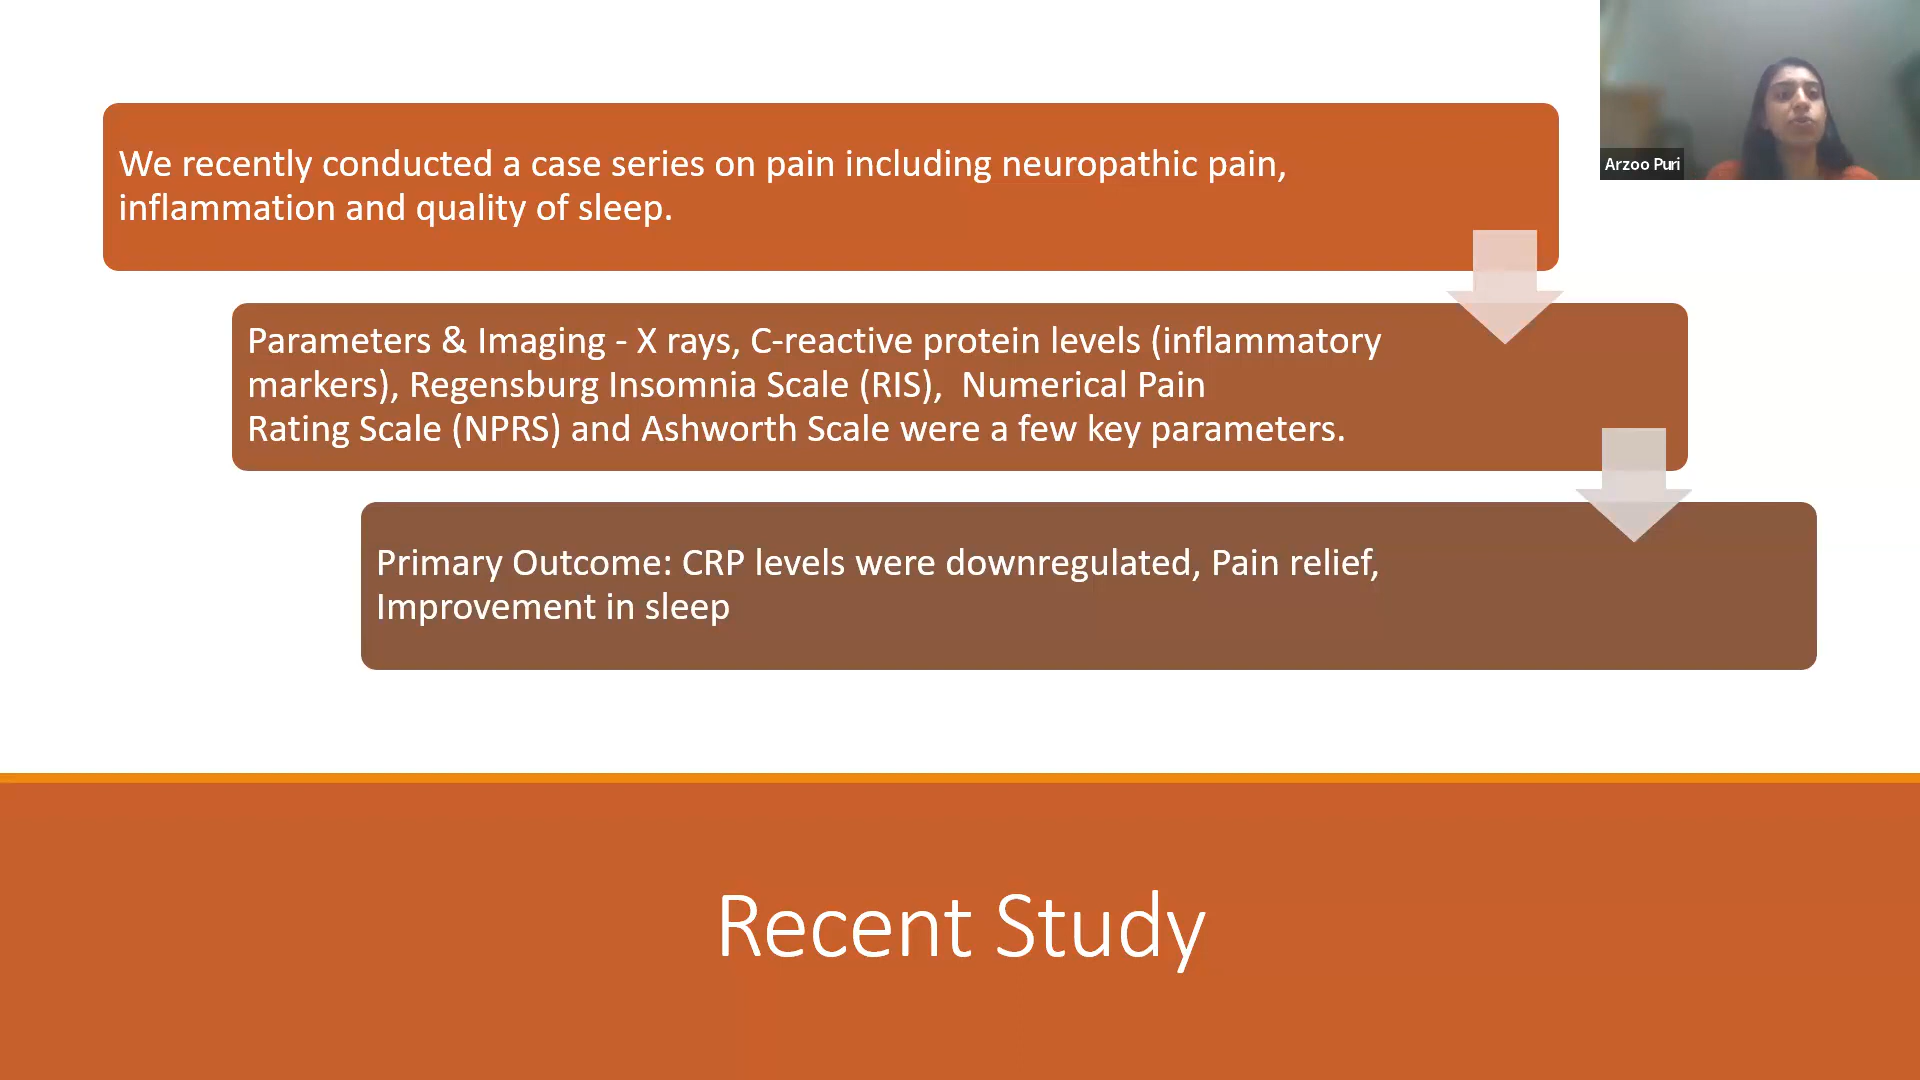 We recently conducted a case series on pain including neuropathic pain,
inflammation and quality of sleep.
Arzoo Puri
Parameters & Imaging - X rays, C-reactive protein levels (inflammatory
markers), Regensburg Insomnia Scale (RIS),  Numerical Pain
Rating Scale (NPRS) and Ashworth Scale were a few key parameters.
Primary Outcome: CRP levels were downregulated, Pain relief,
Improvement in sleep
Recent Study